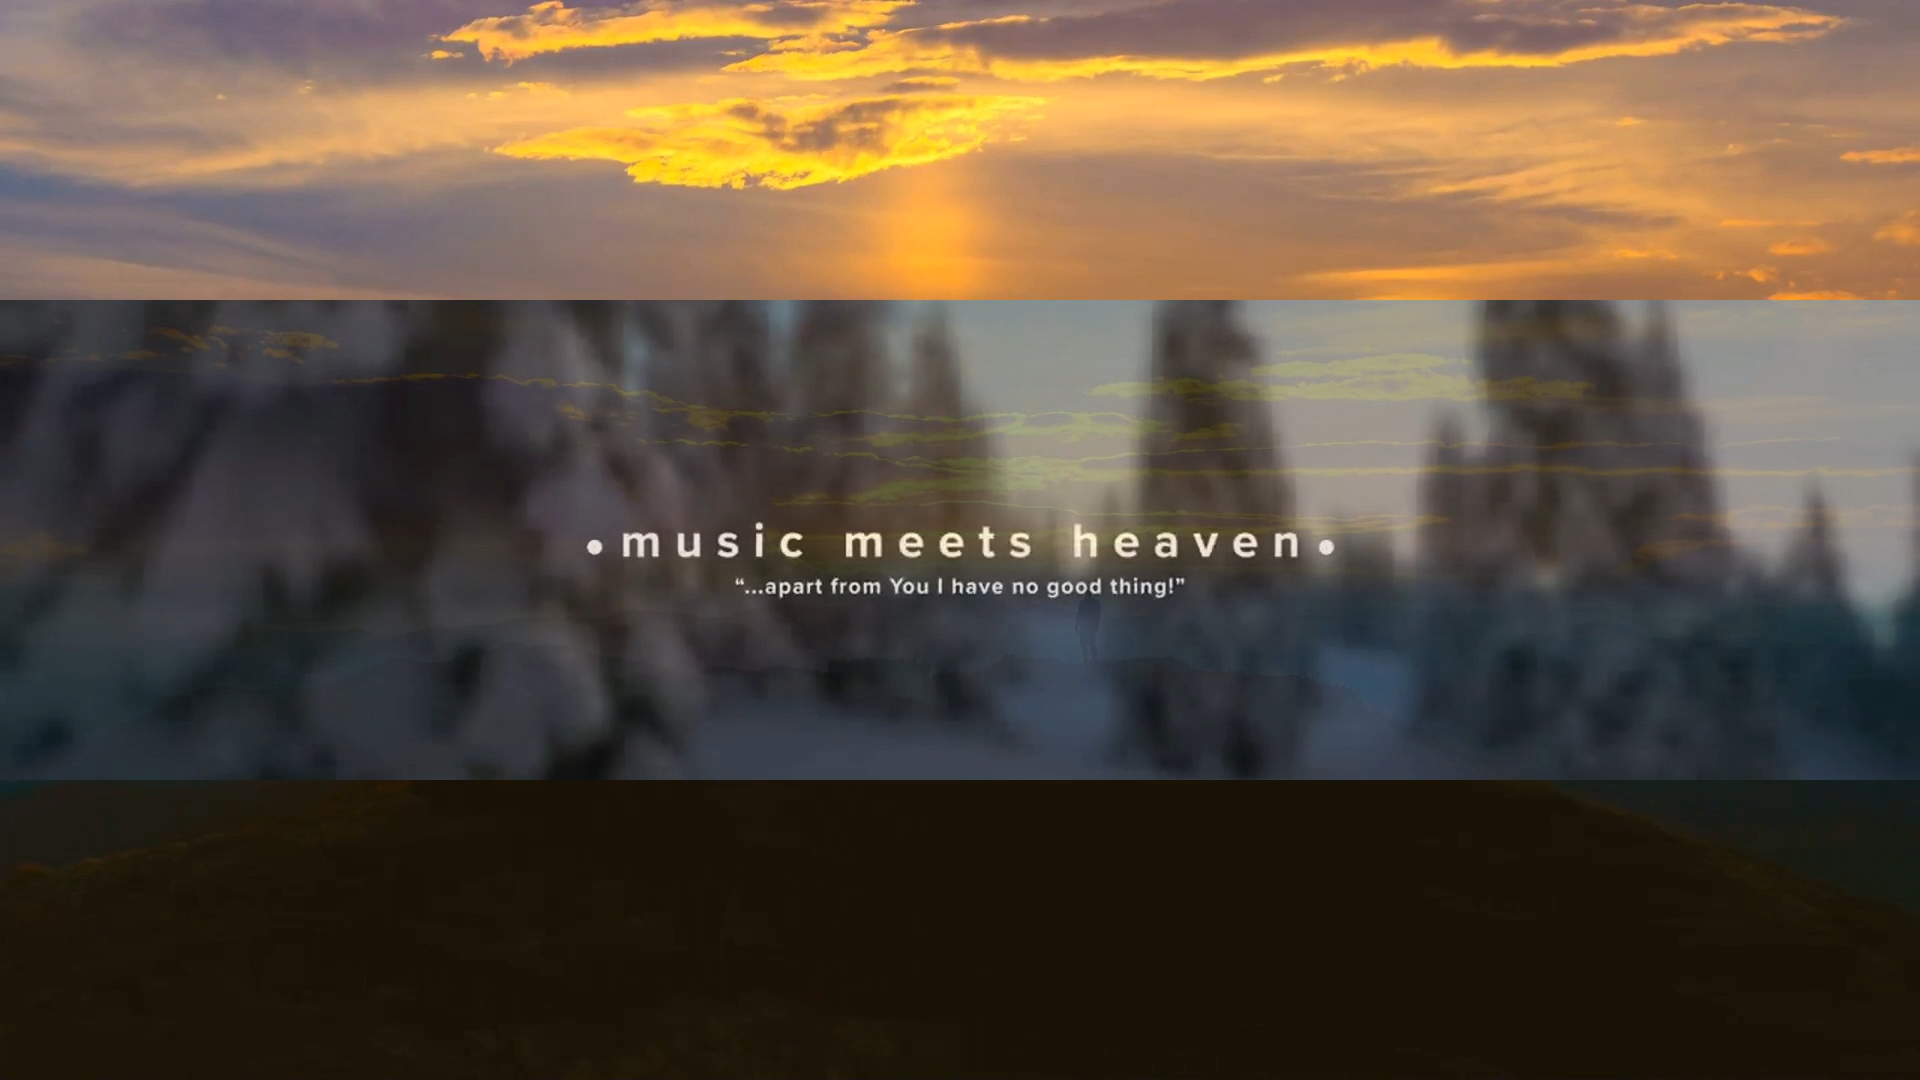 •music meets heaven•
“...apart from You I have no good thing!”